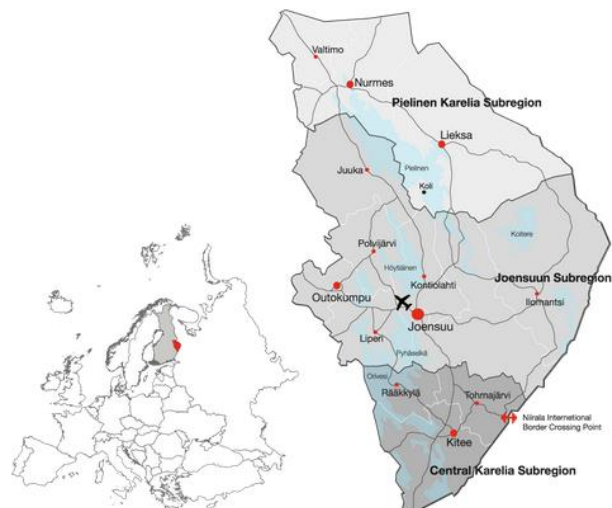 Valtimo
Nurmes
Pielinen Karelia Subregion
Lieksa
Juuka
Pielinen
Koli
Koitere
Polvijärvi
Höytiäinen
Joensuun Subregion
Kontiolahti
Outokumpu
Ilomantsi
Joensuu
Liperi
Pyhäselkä
Orivesi
Rääkkylä
Tohmajärvi
Niirala Internetional
Border Crossing Point
Kitee
Central Karelia Subregion